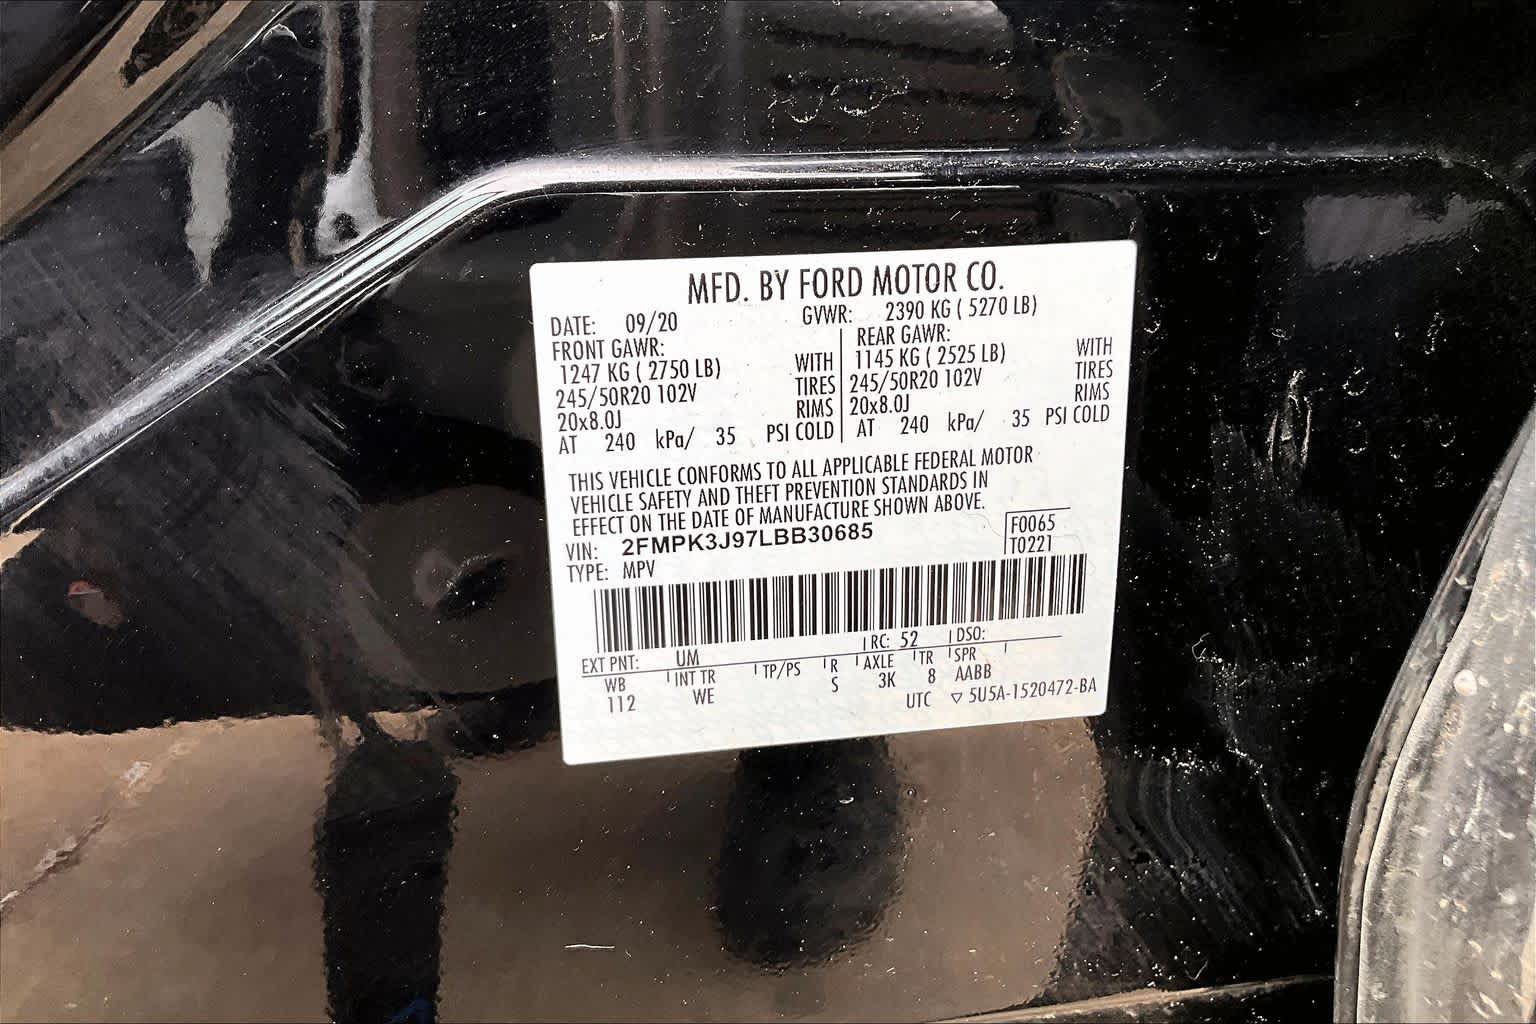 MFD. BY FORD MOTOR CO.
DATE: 09/20 GVWR: 2390 KG ( 5270 LB)
FRONT GAWR: REAR GAWR:
1247 KG ( 2750 LB) WITH 1145 KG ( 2525 LB) WITH
245/50R20 102V TIRES 245/50R20 102V TIRES
20x8.0J RIMS 20x8.0J RIMS
AT 240 kPa/ 35 PSI COLD AT 240 kPa/ 35 PSI COLD
THIS VEHICLE CONFORMS TO ALL APPLICABLE FEDERAL MOTOR
VEHICLE SAFETY AND THEFT PREVENTION STANDARDS IN
EFFECT ON THE DATE OF MANUFACTURE SHOWN ABOVE.
VIN: 2FMPK3J97LBB30685 F0065
TYPE: MPV T0221
EXT PNT: UM RC: 52 DSO:
WB INT TR TP/PS R AXLE TR SPR
112 WE S 3K 8 AABB
UTC ▽ 5U5A-1520472-BA